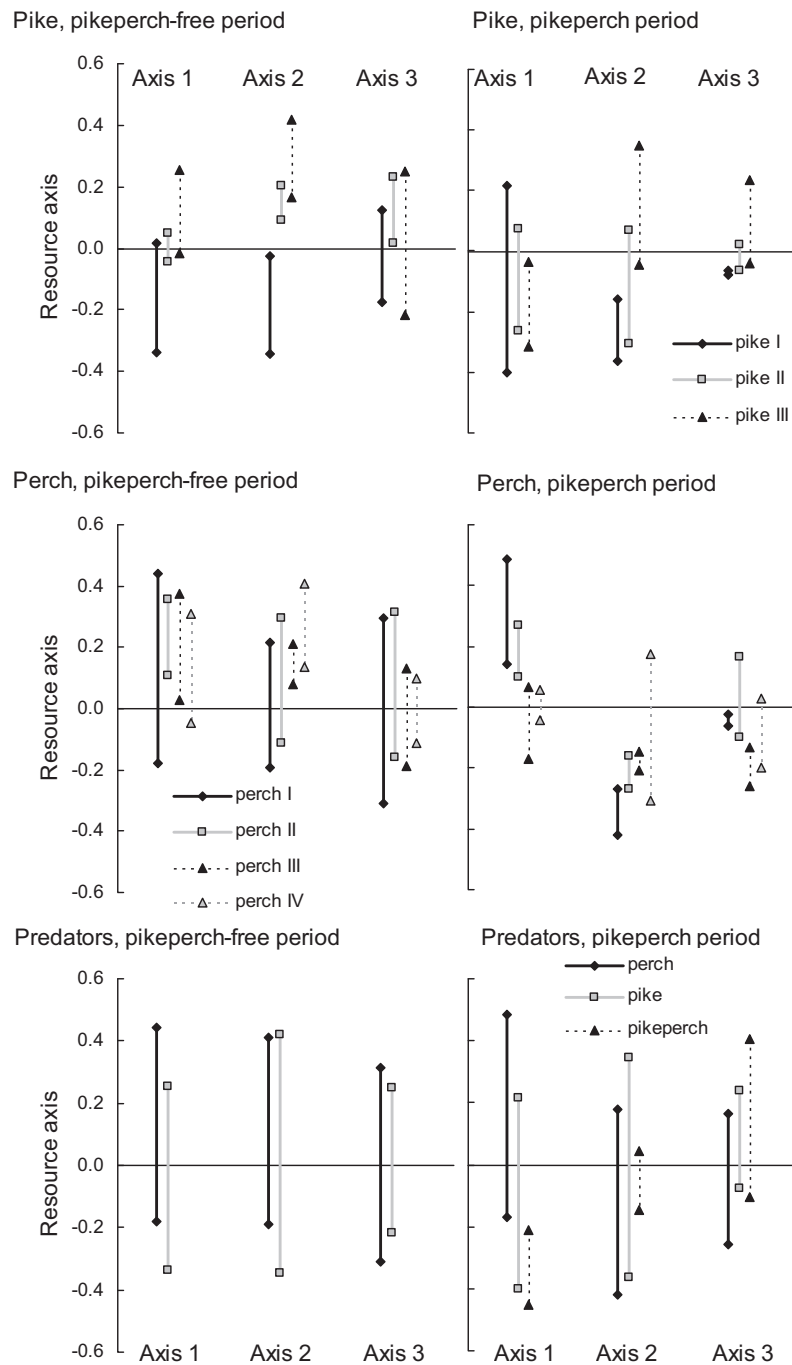 Pike, pikeperch-free period
Pike, pikeperch period
0.6
0.4
0.2
0.0
-0.2
-0.4
-0.6
Resource axis
Axis 1
Axis 2
Axis 3
Axis 1
Axis 2
Axis 3
pike I
pike II
pike III
Perch, pikeperch-free period
Perch, pikeperch period
0.6
0.4
0.2
0.0
-0.2
-0.4
-0.6
Resource axis
perch I
perch II
perch III
perch IV
Predators, pikeperch-free period
Predators, pikeperch period
0.6
0.4
0.2
0.0
-0.2
-0.4
-0.6
Resource axis
perch
pike
pikeperch
Axis 1
Axis 2
Axis 3
Axis 1
Axis 2
Axis 3